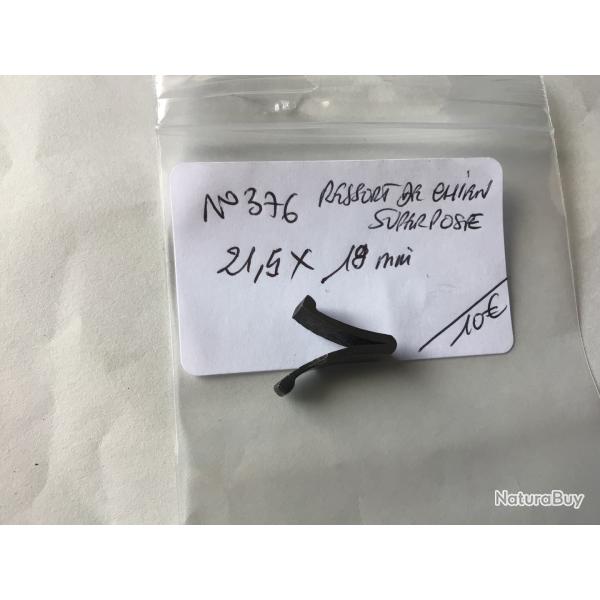 N° 376 RESSORT DE CHIEN
SUPERPOSE
21,5 X 18 mm
10€
NaturaBuy